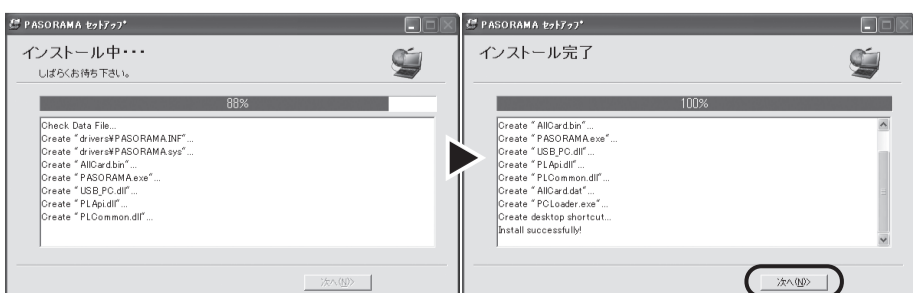 PASORAMA セットアップ
インストール中・・・
しばらくお待ち下さい。
88%
Check Data File...
Create "drivers¥PASORAMA.INF"...
Create "drivers¥PASORAMA.sys"...
Create "AllCard.bin"...
Create "PASORAMA.exe"...
Create "USB_PC.dll"...
Create "PLApi.dll"...
Create "PLCommon.dll"...
次へ(N)>
PASORAMA セットアップ
インストール完了
100%
Create "AllCard.bin"...
Create "PASORAMA.exe"...
Create "USB_PC.dll"...
Create "PLApi.dll"...
Create "PLCommon.dll"...
Create "AllCard.dat"...
Create "PCLoader.exe"...
Create desktop shortcut...
Install successfully!
次へ(N)>